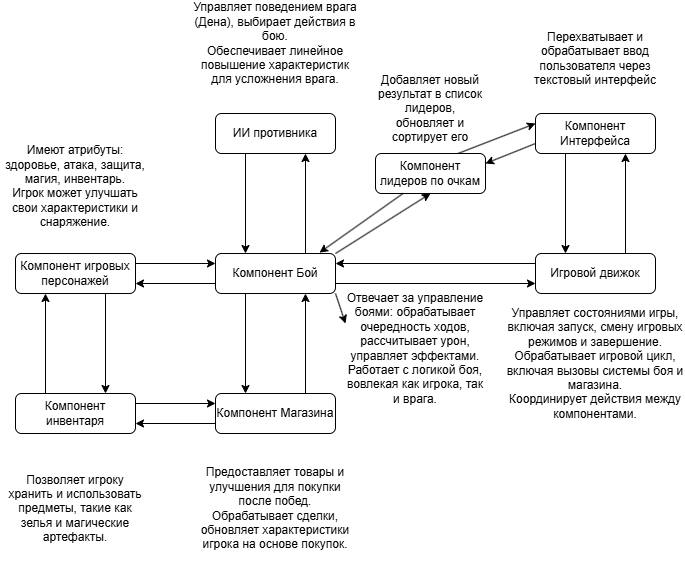 Управляет поведением врага
(Дена), выбирает действия в
бою.
Обеспечивает линейное
повышение характеристик
для усложнения врага.
Перехватывает и
обрабатывает ввод
пользователя через
текстовый интерфейс
Добавляет новый
результат в список
лидеров,
обновляет и
сортирует его
ИИ противника
Компонент
Интерфейса
Имеют атрибуты:
здоровье, атака, защита,
магия, инвентарь.
Игрок может улучшать
свои характеристики и
снаряжение.
Компонент
лидеров по очкам
Компонент игровых
персонажей
Компонент Бой
Игровой движок
Отвечает за управление
боями: обрабатывает
очередность ходов,
рассчитывает урон,
управляет эффектами.
Работает с логикой боя,
вовлекая как игрока, так
и врага.
Управляет состояниями игры,
включая запуск, смену игровых
режимов и завершение.
Обрабатывает игровой цикл,
включая вызовы системы боя и
магазина.
Координирует действия между
компонентами.
Компонент
инвентаря
Компонент Магазина
Позволяет игроку
хранить и использовать
предметы, такие как
зелья и магические
артефакты.
Предоставляет товары и
улучшения для покупки
после побед.
Обрабатывает сделки,
обновляет характеристики
игрока на основе покупок.